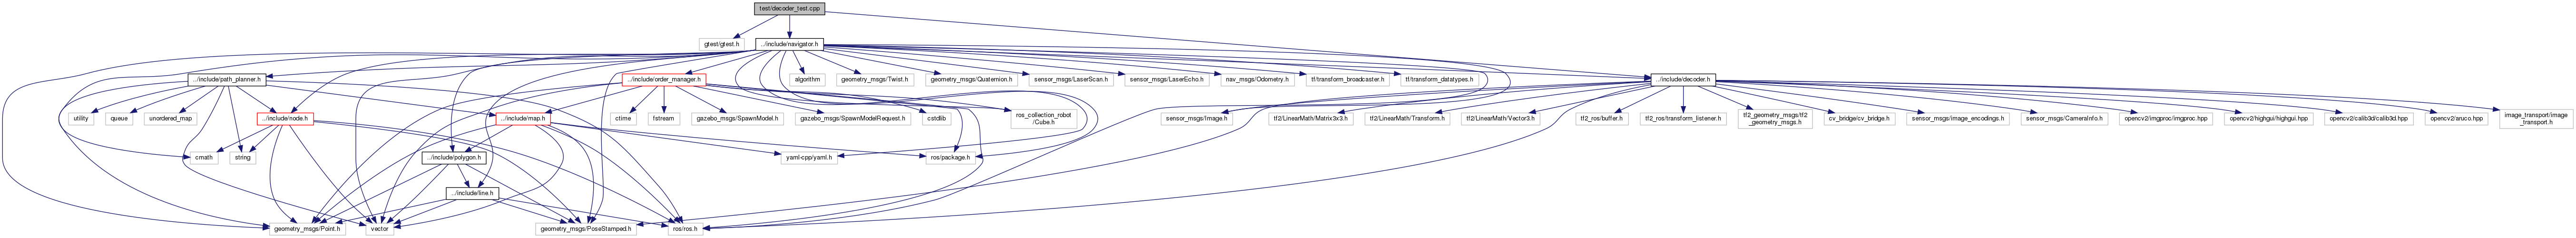 test/decoder_test.cpp
gtest/gtest.h
../include/navigator.h
../include/path_planner.h
../include/order_manager.h
algorithm
geometry_msgs/Twist.h
geometry_msgs/Quaternion.h
sensor_msgs/LaserScan.h
sensor_msgs/LaserEcho.h
nav_msgs/Odometry.h
tf/transform_broadcaster.h
tf/transform_datatypes.h
../include/decoder.h
utility
queue
unordered_map
../include/node.h
../include/map.h
ctime
fstream
gazebo_msgs/SpawnModel.h
gazebo_msgs/SpawnModelRequest.h
cstdlib
ros_collection_robot
/Cube.h
sensor_msgs/Image.h
tf2/LinearMath/Matrix3x3.h
tf2/LinearMath/Transform.h
tf2/LinearMath/Vector3.h
tf2_ros/buffer.h
tf2_ros/transform_listener.h
tf2_geometry_msgs/tf2
_geometry_msgs.h
cv_bridge/cv_bridge.h
sensor_msgs/image_encodings.h
sensor_msgs/CameraInfo.h
opencv2/imgproc/imgproc.hpp
opencv2/highgui/highgui.hpp
opencv2/calib3d/calib3d.hpp
opencv2/aruco.hpp
image_transport/image
_transport.h
cmath
string
../include/polygon.h
yaml-cpp/yaml.h
ros/package.h
../include/line.h
geometry_msgs/Point.h
vector
geometry_msgs/PoseStamped.h
ros/ros.h